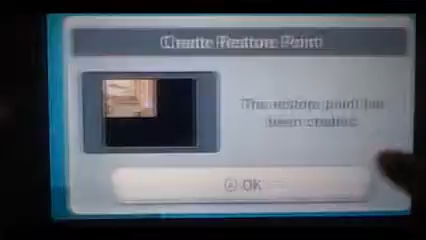 Create Restore Point
The restore point has
been created.
Ⓐ OK